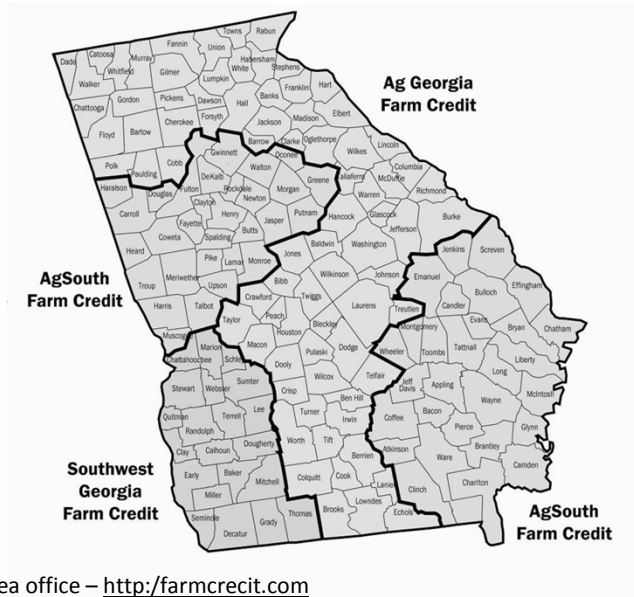 Towns
Rabun
Fannin
Union
Dade
Catoosa
Murray
Whitfield
Gilmer
Habersham
White
Stephens
Walker
Lumpkin
Franklin
Hart
Chattooga
Gordon
Pickens
Dawson
Hall
Banks
Floyd
Bartow
Cherokee
Forsyth
Jackson
Madison
Elbert
Ag Georgia
Farm Credit
Polk
Paulding
Cobb
Gwinnett
Barrow
Clarke
Oglethorpe
Wilkes
Lincoln
Haralson
Douglas
Fulton
DeKalb
Walton
Oconee
Greene
Taliaferro
McDuffie
Columbia
Richmond
Carroll
Clayton
Rockdale
Newton
Morgan
Warren
Coweta
Fayette
Henry
Butts
Jasper
Putnam
Hancock
Glascock
Jefferson
Burke
Heard
Spalding
Baldwin
Washington
Jenkins
Screven
Pike
Lamar
Monroe
Jones
Troup
Meriwether
Upson
Bibb
Wilkinson
Johnson
Emanuel
Effingham
Harris
Talbot
Crawford
Twiggs
Laurens
Candler
Bulloch
AgSouth
Farm Credit
Taylor
Peach
Houston
Bleckley
Treutlen
Evans
Bryan
Chatham
Muscogee
Chattahoochee
Marion
Schley
Macon
Pulaski
Dodge
Wheeler
Montgomery
Toombs
Tattnall
Stewart
Webster
Sumter
Dooly
Wilcox
Telfair
Jeff
Davis
Appling
Long
Liberty
Quitman
Terrell
Lee
Crisp
Ben Hill
McIntosh
Randolph
Turner
Irwin
Coffee
Bacon
Wayne
Clay
Calhoun
Dougherty
Worth
Tift
Pierce
Glynn
Early
Baker
Mitchell
Berrien
Atkinson
Ware
Brantley
Camden
Miller
Colquitt
Cook
Lanier
Clinch
Charlton
Southwest
Georgia
Farm Credit
Seminole
Decatur
Grady
Thomas
Brooks
Lowndes
Echols
AgSouth
Farm Credit
ea office – http:/farmcrecit.com